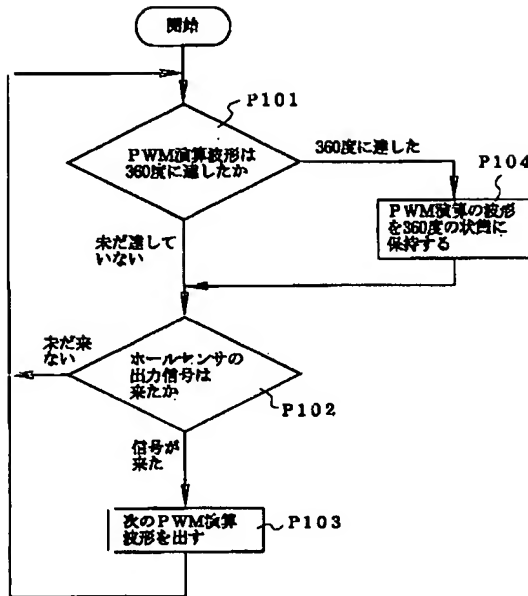 開始
P101
PWM演算波形は
360度に達したか
360度に達した
P104
PWM演算の波形
を360度の状態に
保持する
未だ達して
いない
未だ来
ない
ホールセンサの
出力信号は
来たか
P102
信号が
来た
次のPWM演算
波形を出す
P103